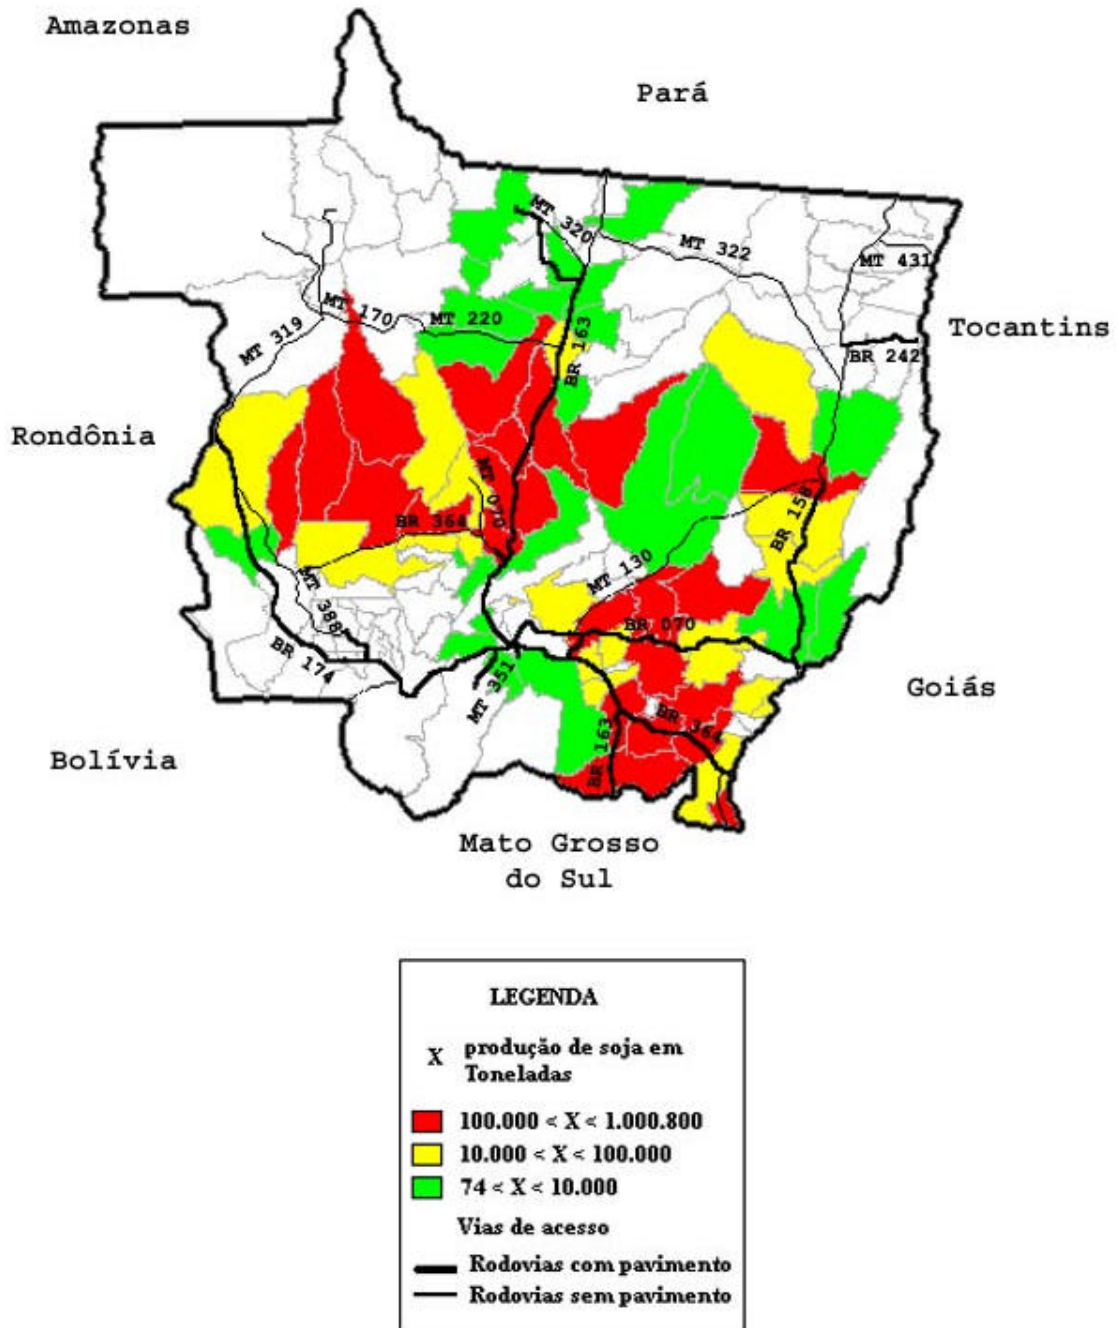 Amazonas
Pará
MT 320
MT 322
MT 431
MT 170
MT 220
MT 319
BR 163
Tocantins
BR 242
Rondônia
MT 070
BR 364
BR 158
MT 130
MT 388
BR 070
BR 174
MT 351
Goiás
BR 364
BR 163
Bolívia
Mato Grosso
do Sul
LEGENDA
X produção de soja em
Toneladas
100.000 < X < 1.000.800
10.000 < X < 100.000
74 < X < 10.000
Vias de acesso
Rodovias com pavimento
Rodovias sem pavimento